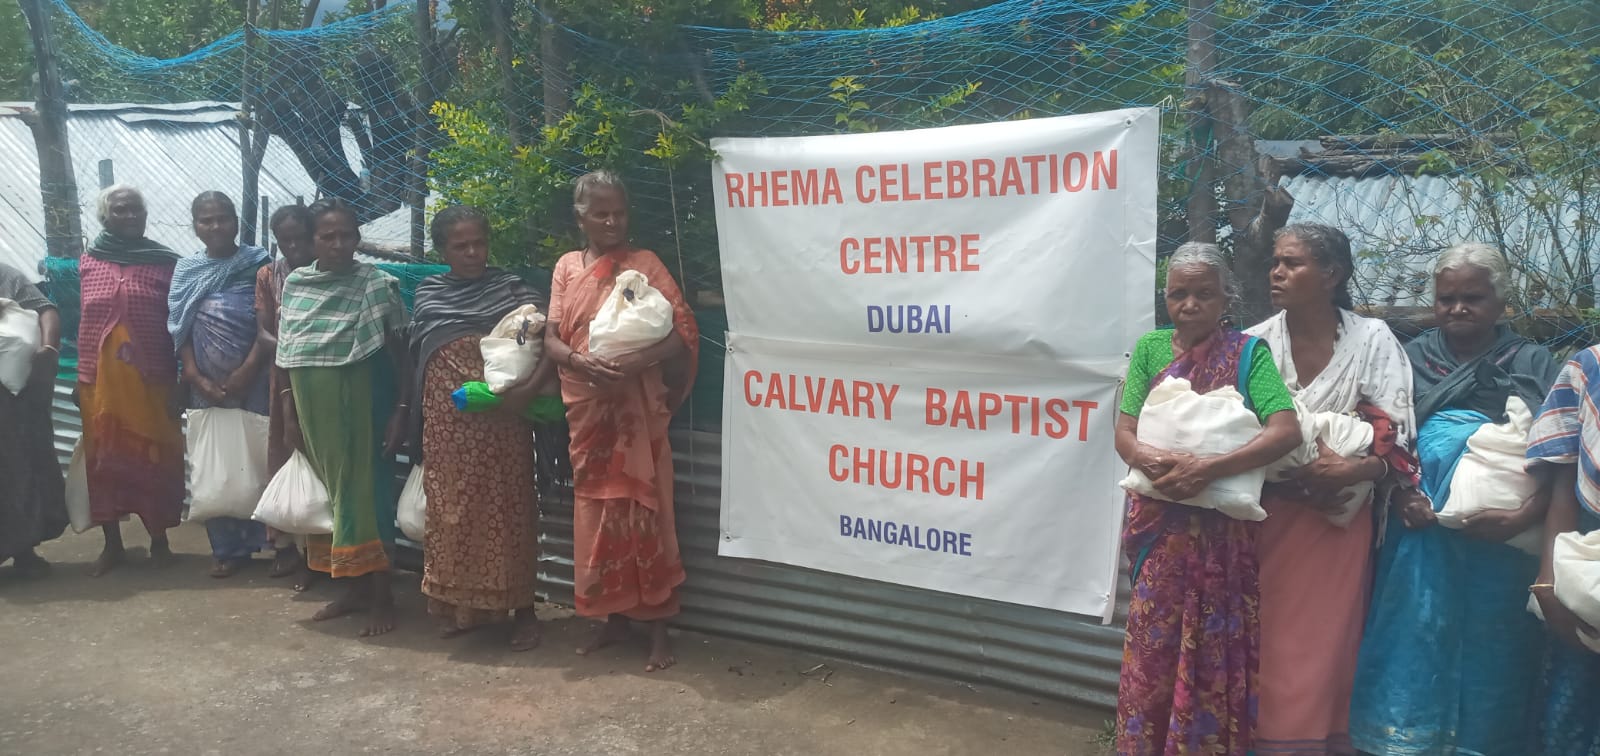 RHEMA CELEBRATION
CENTRE
DUBAI
CALVARY BAPTIST
CHURCH
BANGALORE